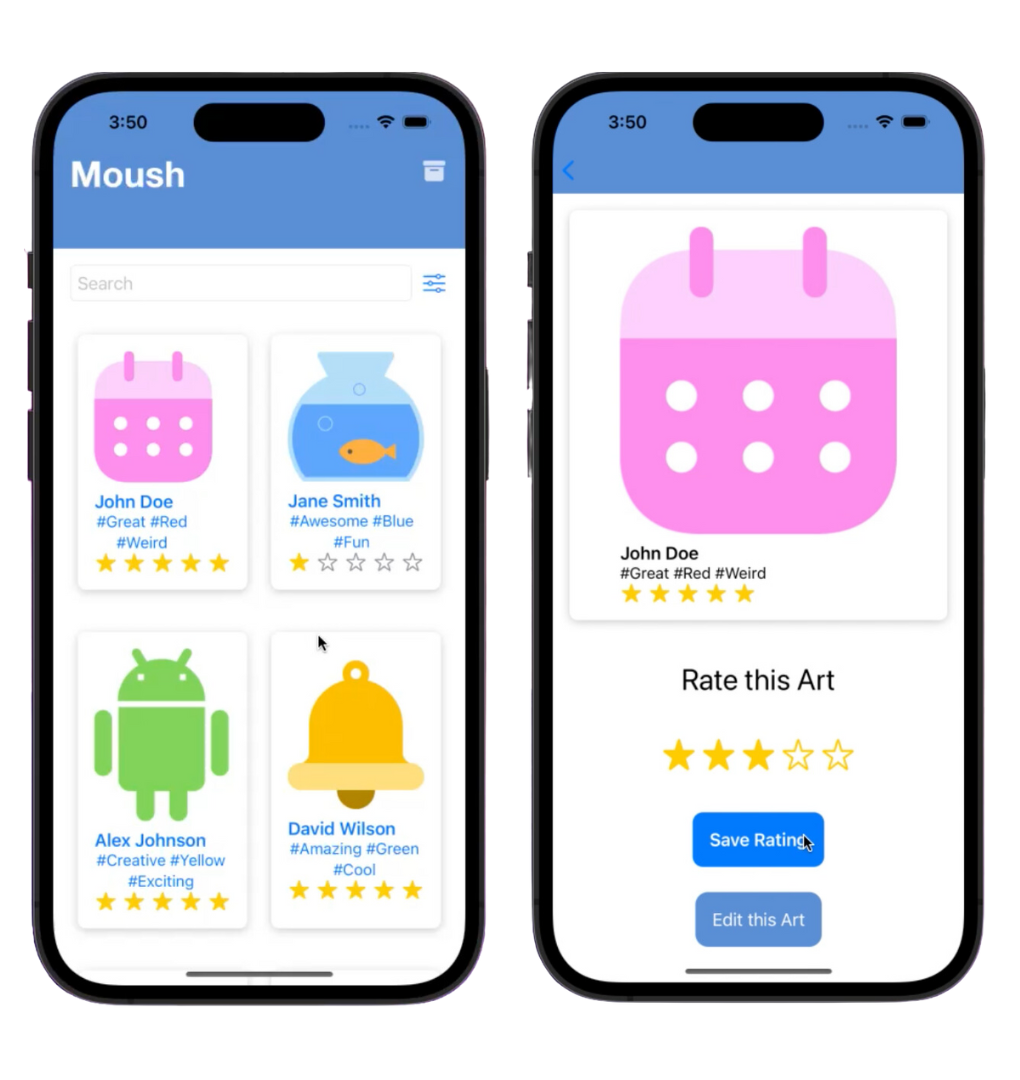 3:50
Moush
Search
John Doe
#Great #Red
#Weird
Jane Smith
#Awesome #Blue
#Fun
Alex Johnson
#Creative #Yellow
#Exciting
David Wilson
#Amazing #Green
#Cool
3:50
John Doe
#Great #Red #Weird
Rate this Art
Save Rating
Edit this Art